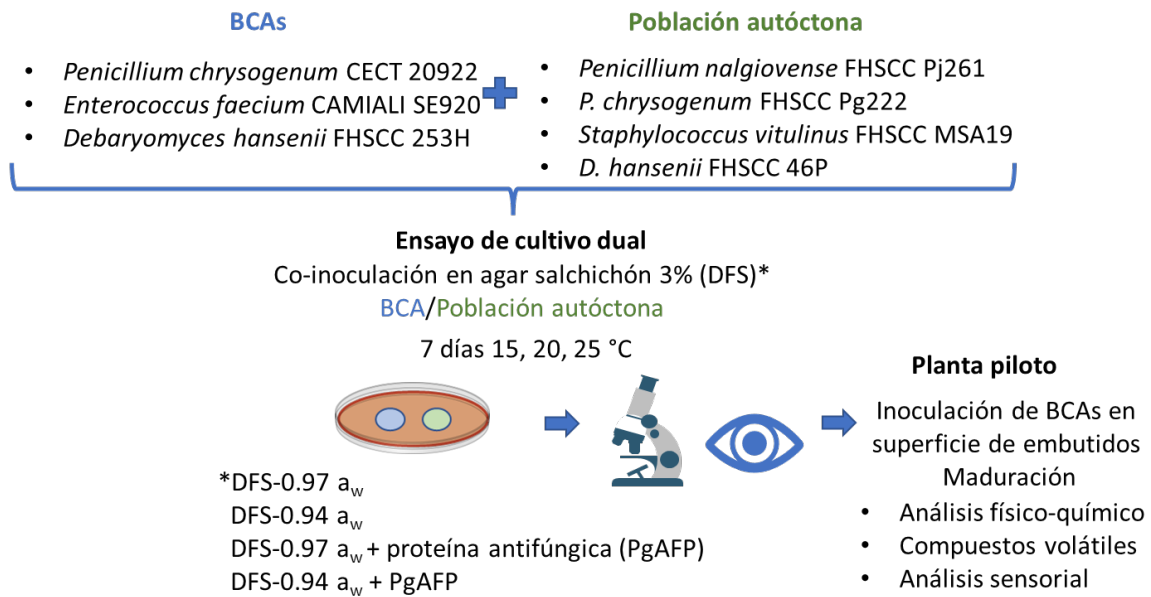 BCAs
• Penicillium chrysogenum CECT 20922
• Enterococcus faecium CAMIALI SE920
• Debaryomyces hansenii FHSCC 253H
Población autóctona
• Penicillium nalgiovense FHSCC Pj261
• P. chrysogenum FHSCC Pg222
• Staphylococcus vitulinus FHSCC MSA19
• D. hansenii FHSCC 46P
Ensayo de cultivo dual
Co-inoculación en agar salchichón 3% (DFS)*
BCA/Población autóctona
7 días 15, 20, 25 °C
*DFS-0.97 aw
DFS-0.94 aw
DFS-0.97 aw + proteína antifúngica (PgAFP)
DFS-0.94 aw + PgAFP
Planta piloto
Inoculación de BCAs en
superficie de embutidos
Maduración
• Análisis físico-químico
• Compuestos volátiles
• Análisis sensorial